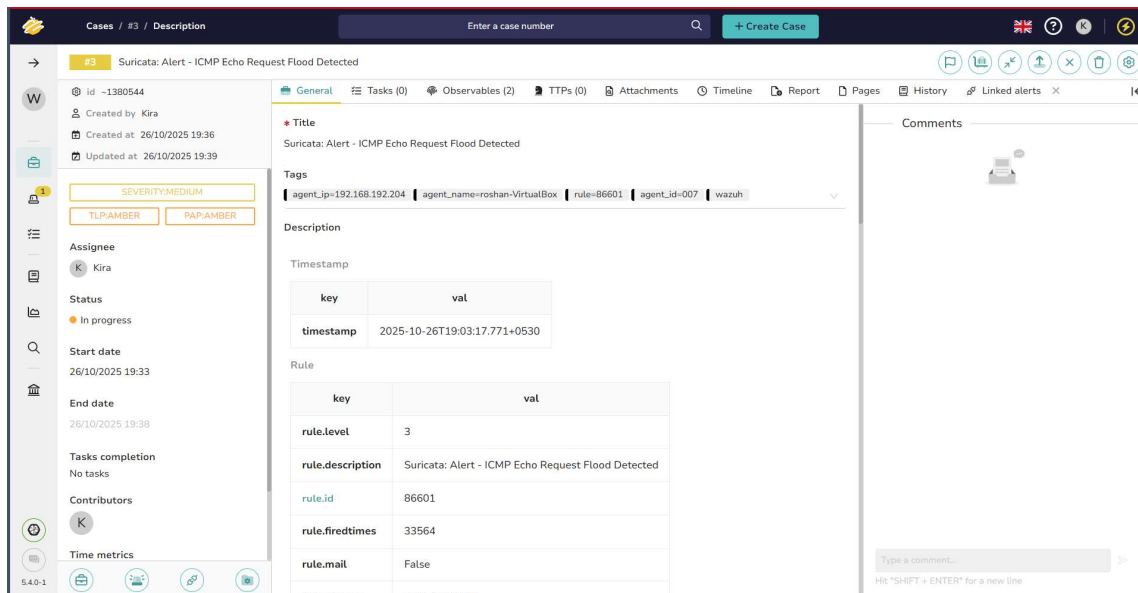 Cases / #3 / Description
Enter a case number
+ Create Case
K
#3 Suricata: Alert - ICMP Echo Request Flood Detected
W
id ~1380544
Created by Kira
Created at 26/10/2025 19:36
Updated at 26/10/2025 19:39
SEVERITY:MEDIUM
TLP:AMBER PAP:AMBER
Assignee
K Kira
Status
In progress
Start date
26/10/2025 19:33
End date
26/10/2025 19:38
Tasks completion
No tasks
Contributors
K
Time metrics
1
5.4.0-1
General Tasks (0) Observables (2) TTPs (0) Attachments Timeline Report Pages History Linked alerts
* Title
Suricata: Alert - ICMP Echo Request Flood Detected
Tags
agent_ip=192.168.192.204 agent_name=roshan-VirtualBox rule=86601 agent_id=007 wazuh
Description
Timestamp
key val
timestamp 2025-10-26T19:03:17.771+0530
Rule
key val
rule.level 3
rule.description Suricata: Alert - ICMP Echo Request Flood Detected
rule.id 86601
rule.firedtimes 33564
rule.mail False
Comments
Type a comment...
Hit "SHIFT + ENTER" for a new line